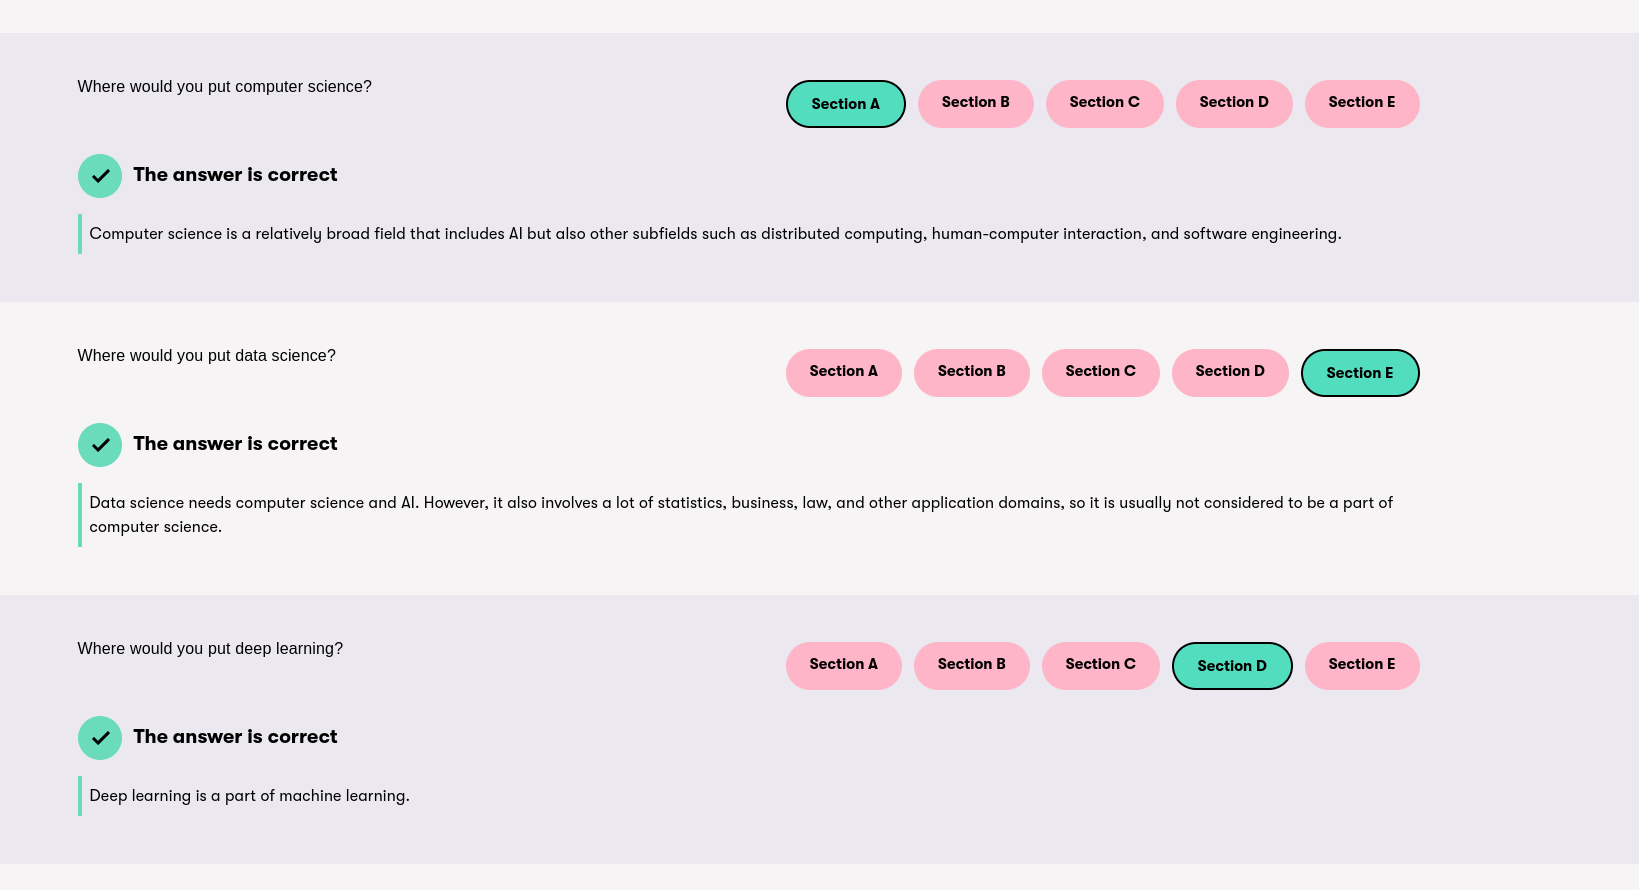 Where would you put computer science?
Section A Section B Section C Section D Section E
The answer is correct
Computer science is a relatively broad field that includes AI but also other subfields such as distributed computing, human-computer interaction, and software engineering.
Where would you put data science?
Section A Section B Section C Section D Section E
The answer is correct
Data science needs computer science and AI. However, it also involves a lot of statistics, business, law, and other application domains, so it is usually not considered to be a part of
computer science.
Where would you put deep learning?
Section A Section B Section C Section D Section E
The answer is correct
Deep learning is a part of machine learning.